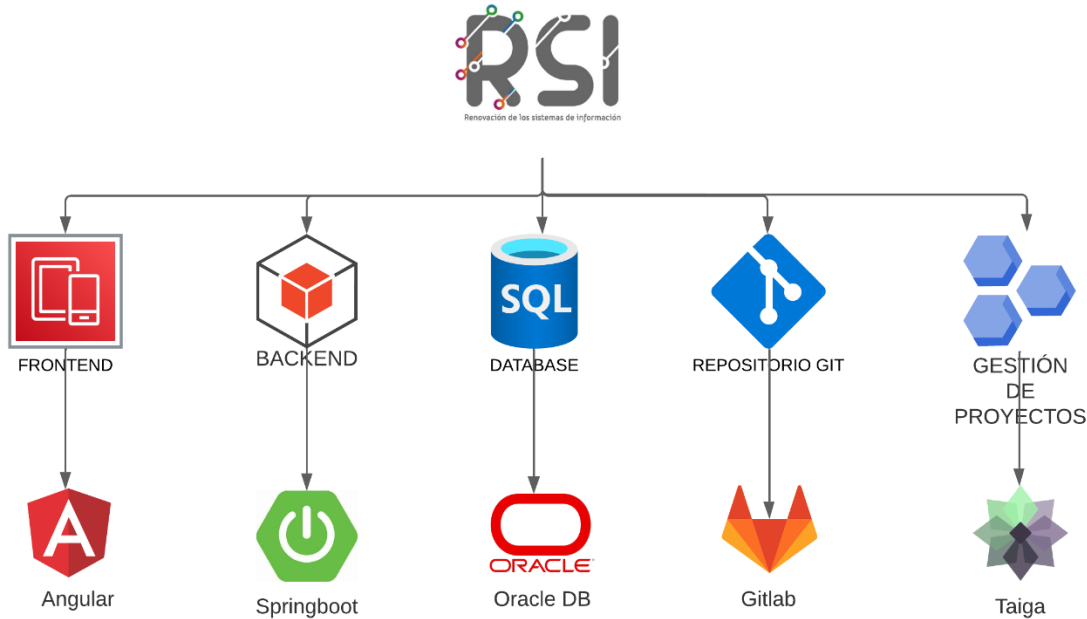 RSI
Renovación de los sistemas de información
FRONTEND
BACKEND
SQL
DATABASE
REPOSITORIO GIT
GESTIÓN
DE
PROYECTOS
A
Angular
Springboot
ORACLE
Oracle DB
Gitlab
Taiga